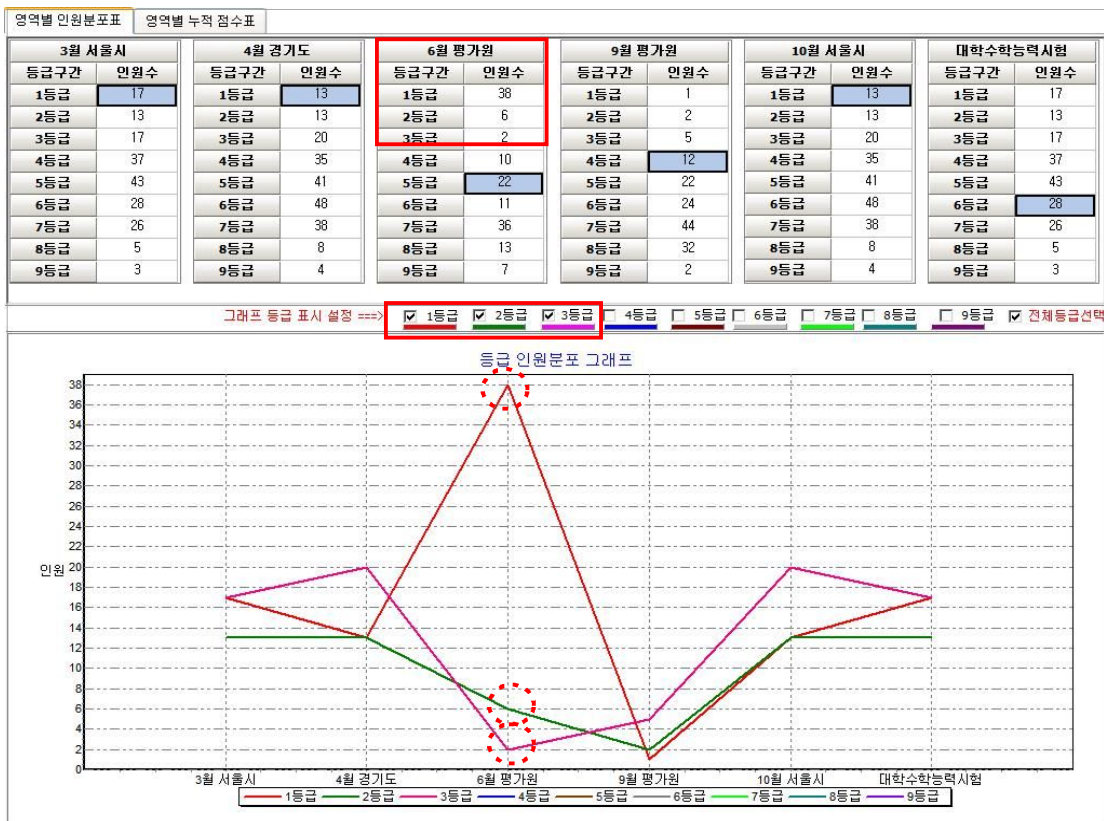 영역별 인원분포표 영역별 누적 점수표
3월 서울시 4월 경기도 6월 평가원 9월 평가원 10월 서울시 대학수학능력시험
등급구간 인원수 등급구간 인원수 등급구간 인원수 등급구간 인원수 등급구간 인원수 등급구간 인원수
1등급 17 1등급 13 1등급 38 1등급 1 1등급 13 1등급 17
2등급 13 2등급 13 2등급 6 2등급 2 2등급 13 2등급 13
3등급 17 3등급 20 3등급 2 3등급 5 3등급 20 3등급 17
4등급 37 4등급 35 4등급 10 4등급 12 4등급 35 4등급 37
5등급 43 5등급 41 5등급 22 5등급 22 5등급 41 5등급 43
6등급 28 6등급 48 6등급 11 6등급 24 6등급 48 6등급 28
7등급 26 7등급 38 7등급 36 7등급 44 7등급 38 7등급 26
8등급 5 8등급 8 8등급 13 8등급 32 8등급 8 8등급 5
9등급 3 9등급 4 9등급 7 9등급 2 9등급 4 9등급 3
그래프 등급 표시 설정 ===> 1등급 2등급 3등급 4등급 5등급 6등급 7등급 8등급 9등급 전체등급선택
등급 인원분포 그래프
38
36
34
32
30
28
26
24
22
20
인원
18
16
14
12
10
8
6
4
2
0
3월 서울시 4월 경기도 6월 평가원 9월 평가원 10월 서울시 대학수학능력시험
1등급 2등급 3등급 4등급 5등급 6등급 7등급 8등급 9등급